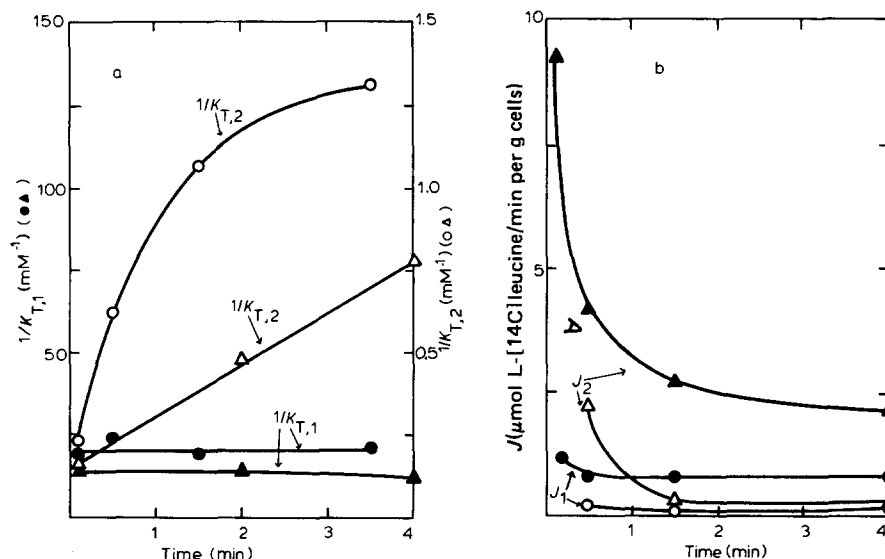 150
100
50
1/K_T,1 (mM⁻¹) (●▲)
a
1/K_T,2
1/K_T,2
1/K_T,1
1.5
1.0
0.5
1/K_T,2 (mM⁻¹) (○△)
1 2 3 4
Time (min)
10
5
J (μmol L-[14C]leucine/min per g cells)
b
J_2
J_1
1 2 3 4
Time (min)